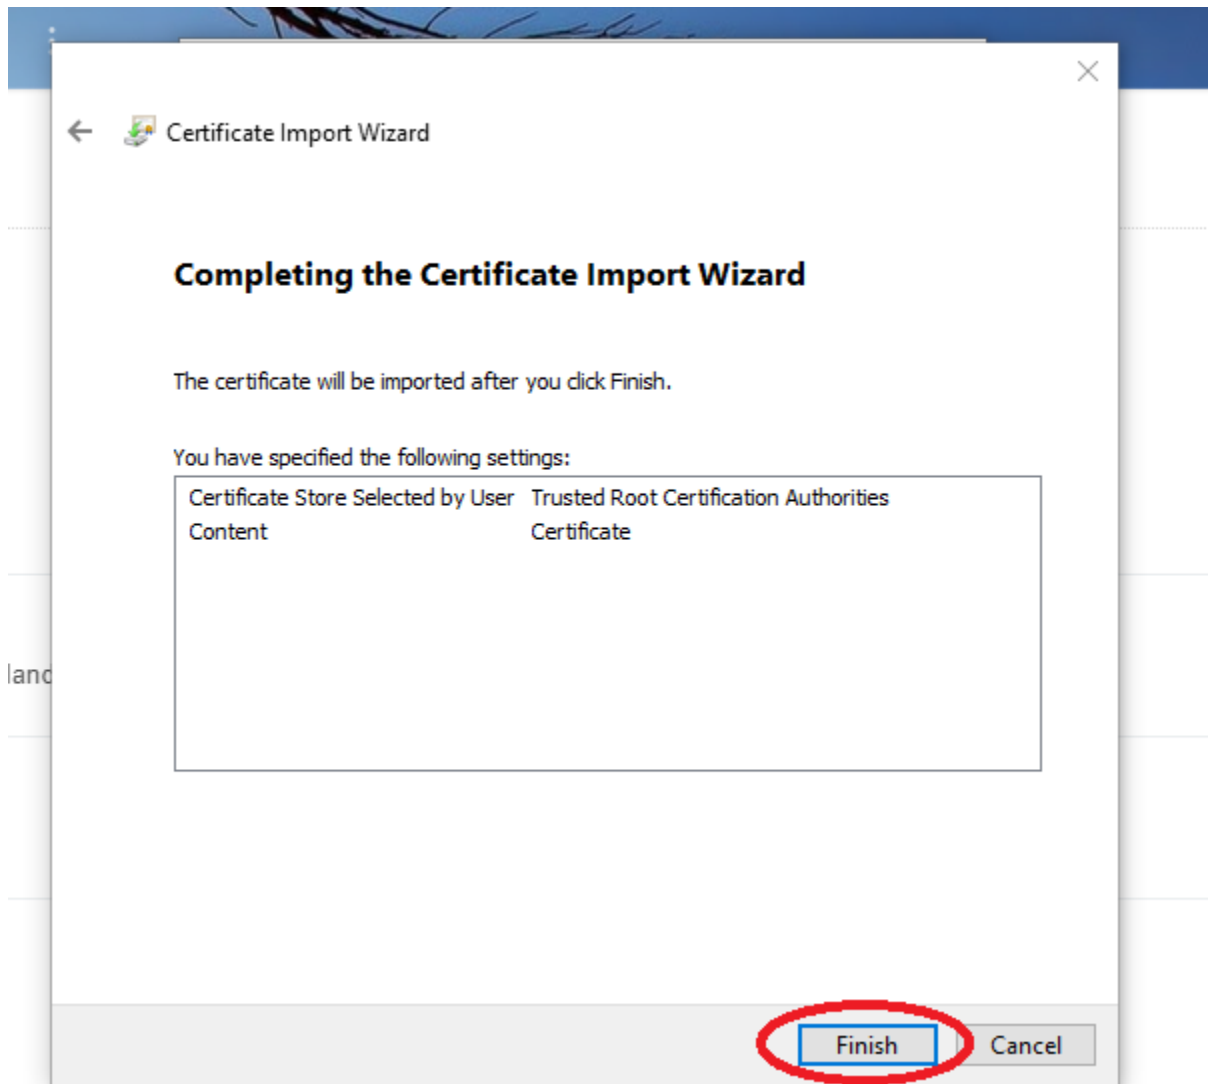 Certificate Import Wizard
Completing the Certificate Import Wizard
The certificate will be imported after you click Finish.
You have specified the following settings:
Certificate Store Selected by User Trusted Root Certification Authorities
Content Certificate
Finish Cancel